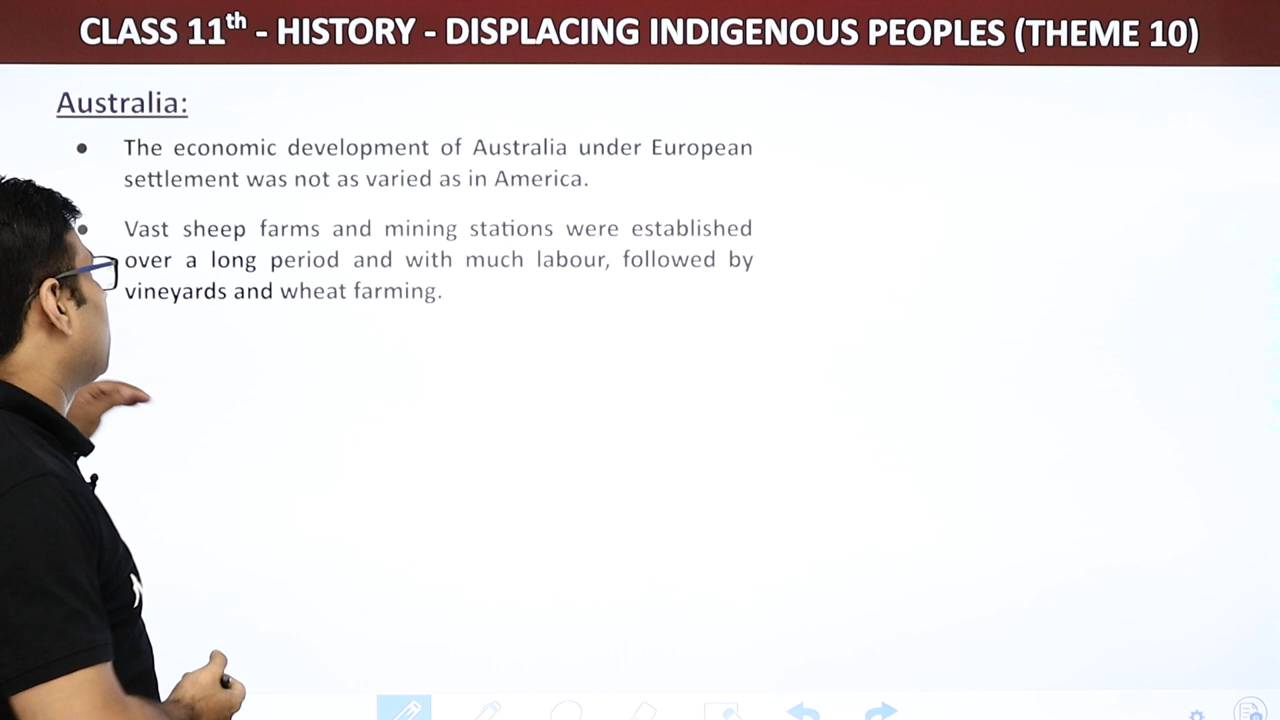 CLASS 11th - HISTORY - DISPLACING INDIGENOUS PEOPLES (THEME 10)
Australia:
• The economic development of Australia under European
settlement was not as varied as in America.
• Vast sheep farms and mining stations were established
over a long period and with much labour, followed by
vineyards and wheat farming.